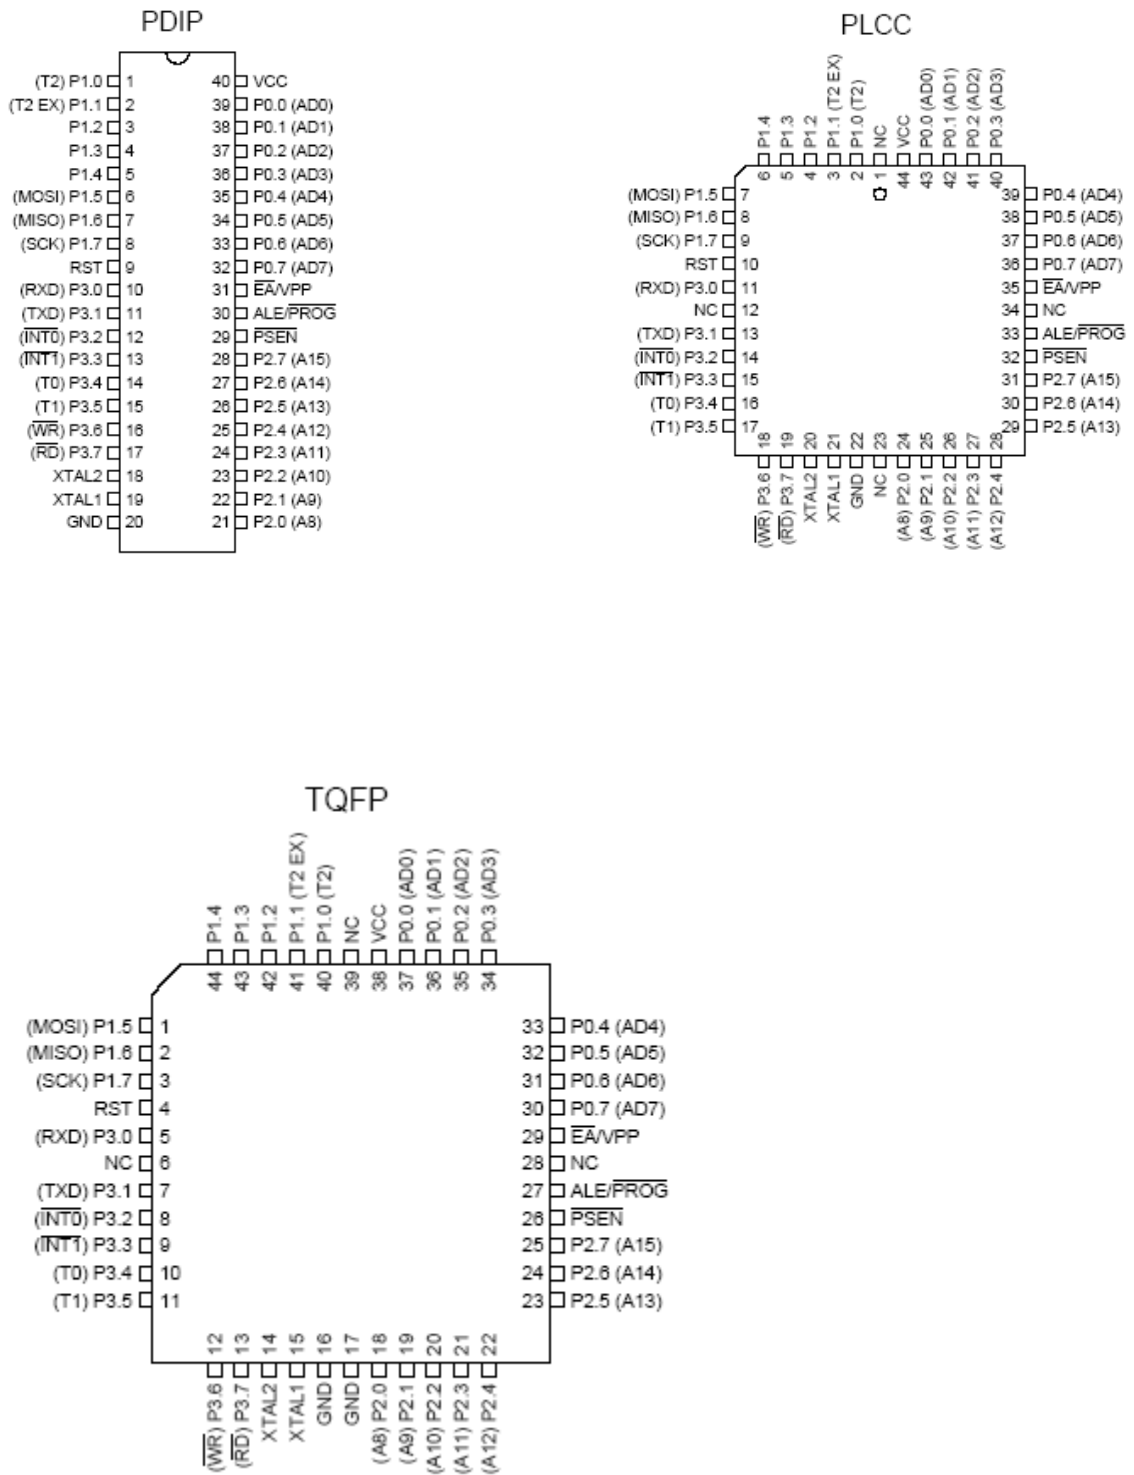 PDIP
(T2) P1.0 1 40 VCC
(T2 EX) P1.1 2 39 P0.0 (AD0)
P1.2 3 38 P0.1 (AD1)
P1.3 4 37 P0.2 (AD2)
P1.4 5 36 P0.3 (AD3)
(MOSI) P1.5 6 35 P0.4 (AD4)
(MISO) P1.6 7 34 P0.5 (AD5)
(SCK) P1.7 8 33 P0.6 (AD6)
RST 9 32 P0.7 (AD7)
(RXD) P3.0 10 31 E̅A̅/VPP
(TXD) P3.1 11 30 ALE/P̅R̅O̅G̅
(I̅N̅T̅0̅) P3.2 12 29 P̅S̅E̅N̅
(I̅N̅T̅1̅) P3.3 13 28 P2.7 (A15)
(T0) P3.4 14 27 P2.6 (A14)
(T1) P3.5 15 26 P2.5 (A13)
(W̅R̅) P3.6 16 25 P2.4 (A12)
(R̅D̅) P3.7 17 24 P2.3 (A11)
XTAL2 18 23 P2.2 (A10)
XTAL1 19 22 P2.1 (A9)
GND 20 21 P2.0 (A8)
PLCC
P1.4
P1.3
P1.2
P1.1 (T2 EX)
P1.0 (T2)
NC
VCC
P0.0 (AD0)
P0.1 (AD1)
P0.2 (AD2)
P0.3 (AD3)
6 5 4 3 2 1 44 43 42 41 40
(MOSI) P1.5 7 39 P0.4 (AD4)
(MISO) P1.6 8 38 P0.5 (AD5)
(SCK) P1.7 9 37 P0.6 (AD6)
RST 10 36 P0.7 (AD7)
(RXD) P3.0 11 35 E̅A̅/VPP
NC 12 34 NC
(TXD) P3.1 13 33 ALE/P̅R̅O̅G̅
(I̅N̅T̅0̅) P3.2 14 32 P̅S̅E̅N̅
(I̅N̅T̅1̅) P3.3 15 31 P2.7 (A15)
(T0) P3.4 16 30 P2.6 (A14)
(T1) P3.5 17 29 P2.5 (A13)
18 19 20 21 22 23 24 25 26 27 28
(W̅R̅) P3.6
(R̅D̅) P3.7
XTAL2
XTAL1
GND
NC
(A8) P2.0
(A9) P2.1
(A10) P2.2
(A11) P2.3
(A12) P2.4
TQFP
P1.4
P1.3
P1.2
P1.1 (T2 EX)
P1.0 (T2)
NC
VCC
P0.0 (AD0)
P0.1 (AD1)
P0.2 (AD2)
P0.3 (AD3)
44 43 42 41 40 39 38 37 36 35 34
(MOSI) P1.5 1 33 P0.4 (AD4)
(MISO) P1.6 2 32 P0.5 (AD5)
(SCK) P1.7 3 31 P0.6 (AD6)
RST 4 30 P0.7 (AD7)
(RXD) P3.0 5 29 E̅A̅/VPP
NC 6 28 NC
(TXD) P3.1 7 27 ALE/P̅R̅O̅G̅
(I̅N̅T̅0̅) P3.2 8 26 P̅S̅E̅N̅
(I̅N̅T̅1̅) P3.3 9 25 P2.7 (A15)
(T0) P3.4 10 24 P2.6 (A14)
(T1) P3.5 11 23 P2.5 (A13)
12 13 14 15 16 17 18 19 20 21 22
(W̅R̅) P3.6
(R̅D̅) P3.7
XTAL2
XTAL1
GND
GND
(A8) P2.0
(A9) P2.1
(A10) P2.2
(A11) P2.3
(A12) P2.4